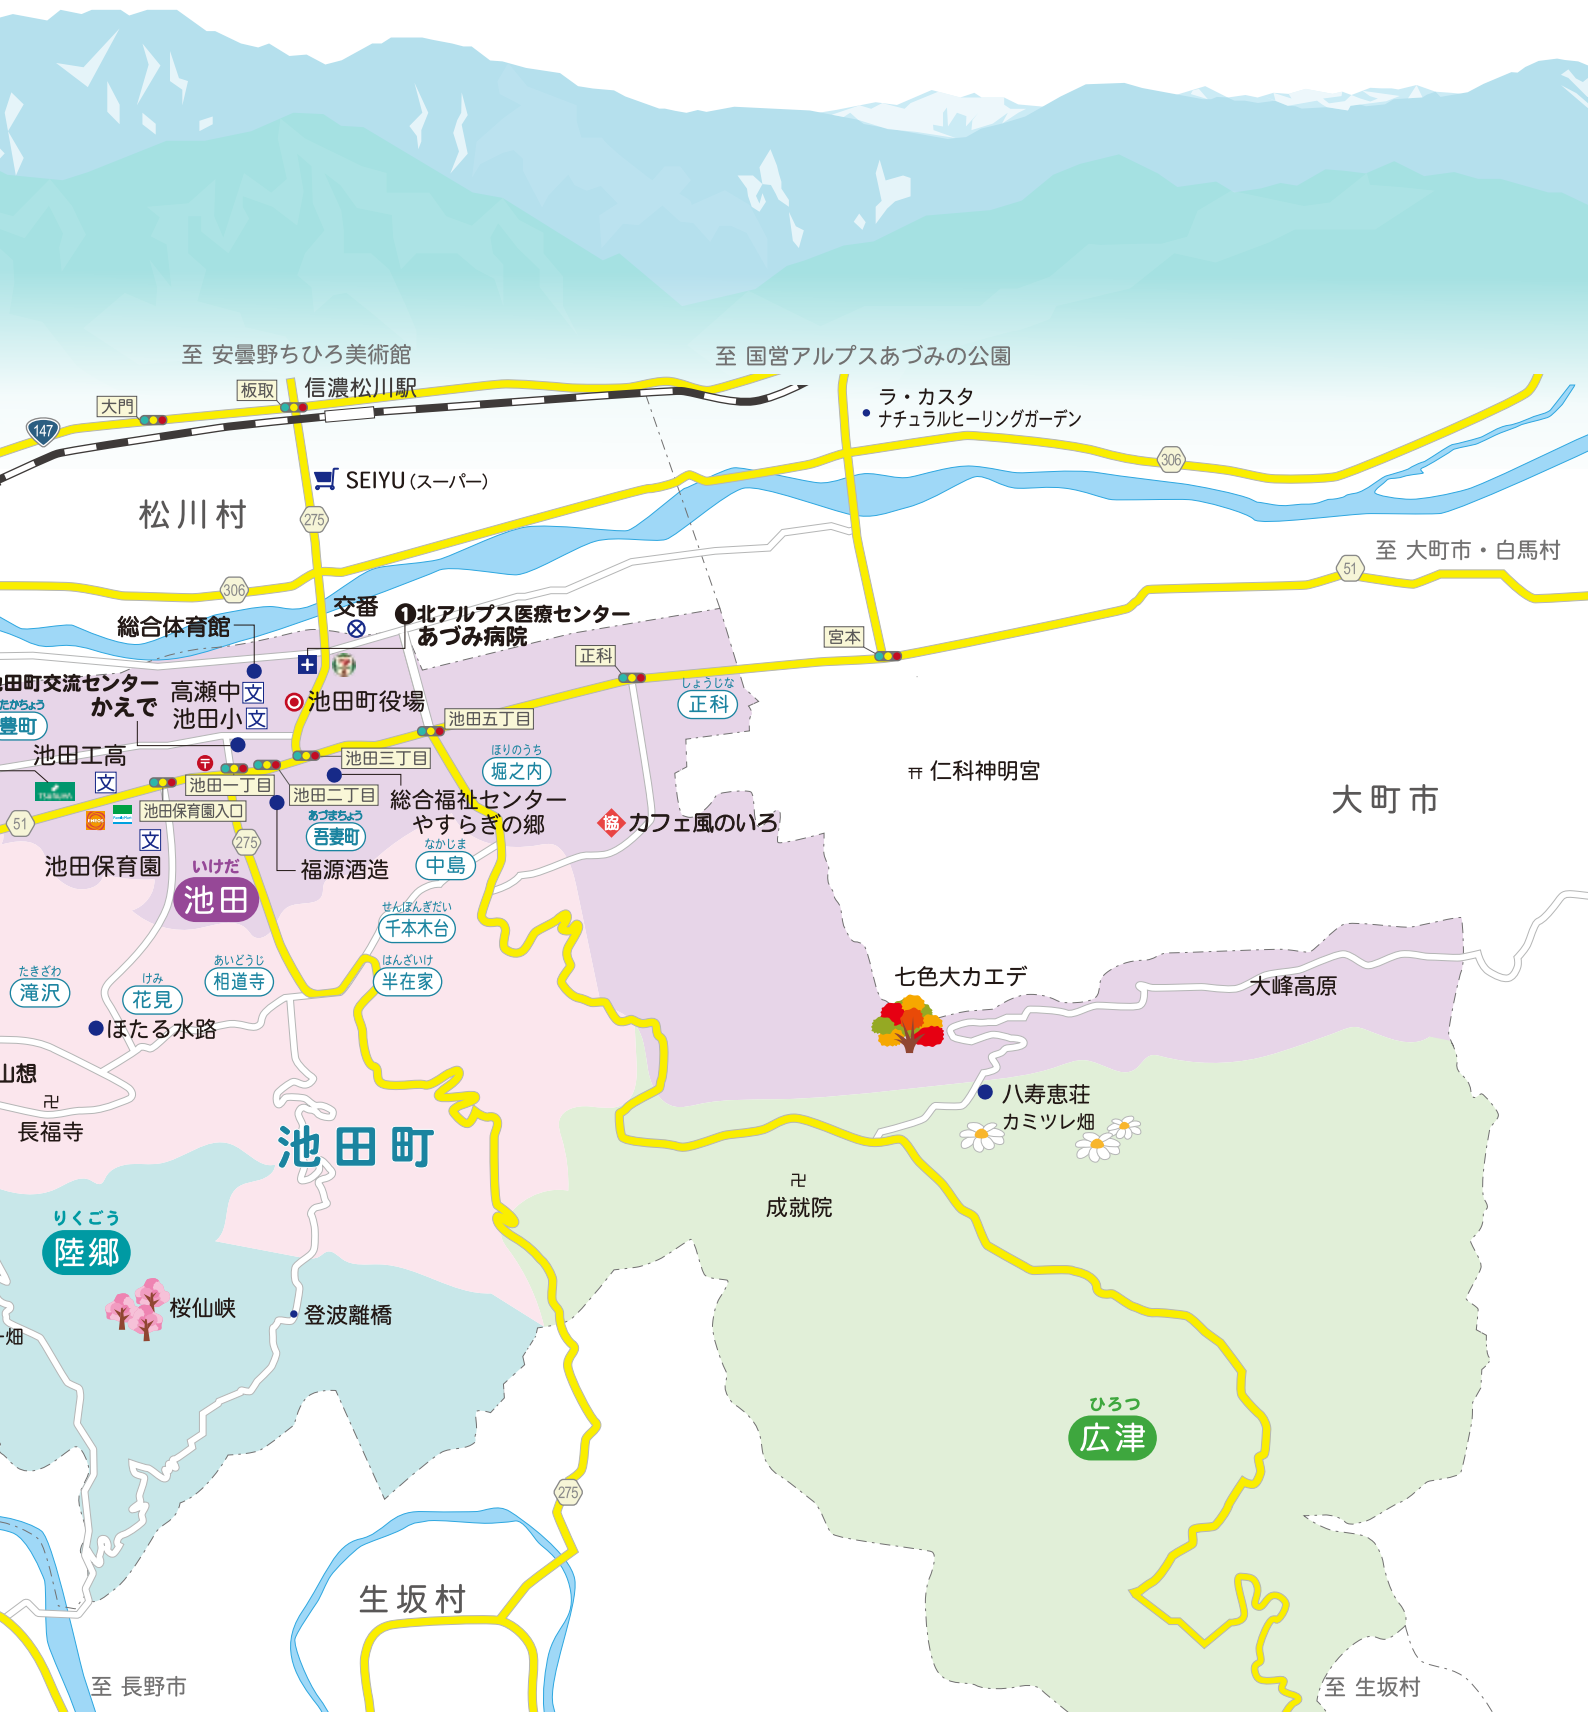 至 安曇野ちひろ美術館
至 国営アルプスあづみの公園
板取
信濃松川駅
大門
147
ラ・カスタ
ナチュラルヒーリングガーデン
306
SEIYU(スーパー)
松川村
275
至 大町市・白馬村
51
306
交番
1北アルプス医療センター
あづみ病院
総合体育館
宮本
正科
しょうじな
正科
田町交流センター
かえで
高瀬中 文
池田小 文
池田町役場
たかちょう
豊町
池田五丁目
池田工高
文
池田三丁目
ほりのうち
堀之内
池田一丁目
池田二丁目
仁科神明宮
大町市
総合福祉センター
やすらぎの郷
池田保育園入口
51
あづまちょう
吾妻町
カフェ風のいろ
協
文
275
池田保育園
なかじま
中島
福源酒造
いけだ
池田
せんぼんぎだい
千本木台
たきざわ
滝沢
けみ
花見
あいどうじ
相道寺
はんざいけ
半在家
七色大カエデ
大峰高原
ほたる水路
山想
卍
長福寺
八寿恵荘
カミツレ畑
池田町
卍
成就院
りくごう
陸郷
桜仙峡
登波離橋
畑
ひろつ
広津
275
生坂村
至 長野市
至 生坂村